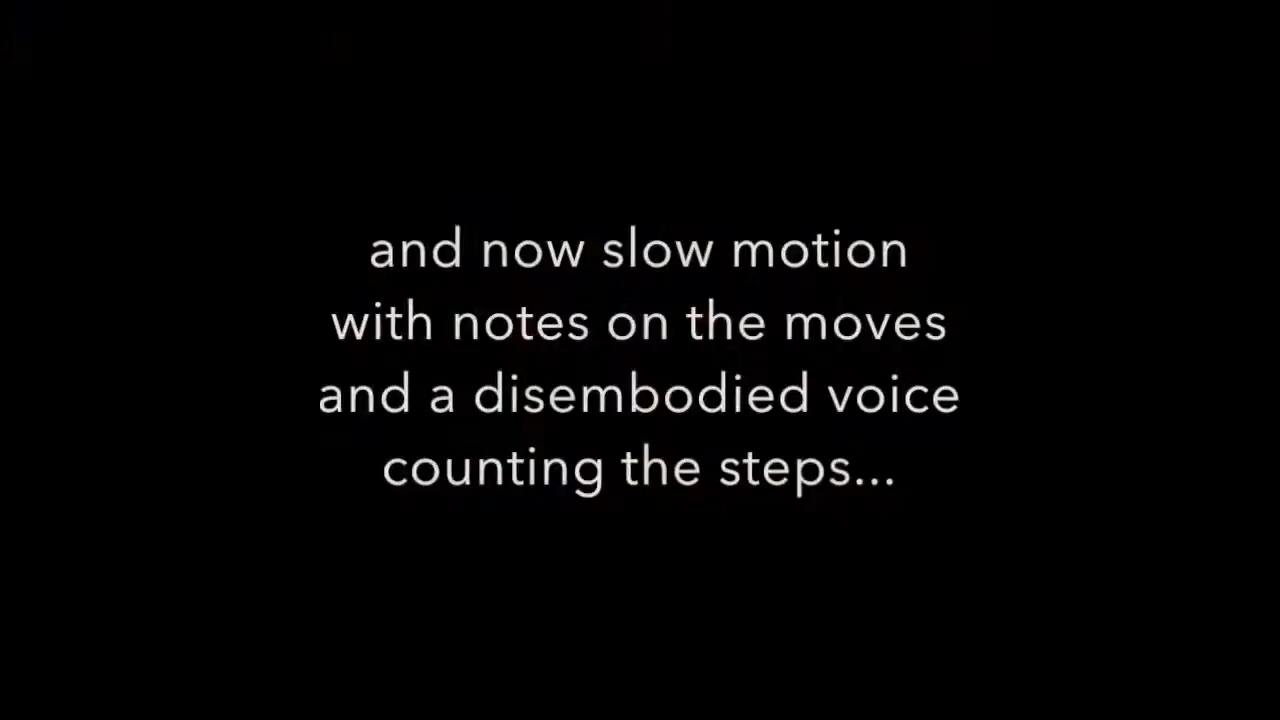 and now slow motion
with notes on the moves
and a disembodied voice
counting the steps...